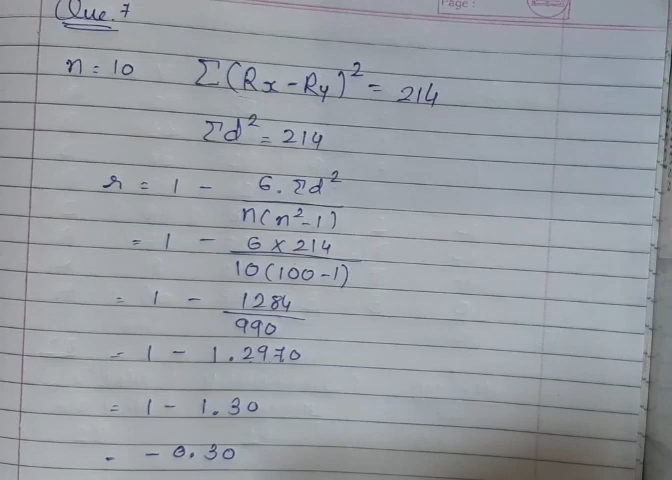 Page :
Que. 7
n = 10 Σ(Rx - Ry)² = 214
Σd² = 214
r = 1 - 6. Σd² / n(n²-1)
= 1 - 6 × 214 / 10(100-1)
= 1 - 1284 / 990
= 1 - 1.2970
= 1 - 1.30
= - 0.30